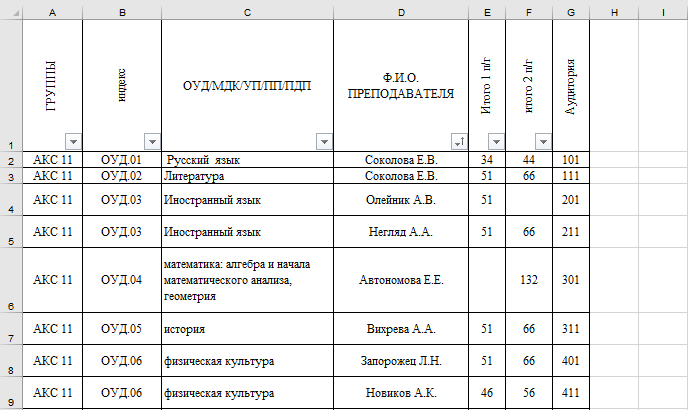 A B C D E F G H I
1 ГРУППЫ индекс ОУД/МДК/УП/ПП/ПДП Ф.И.О. ПРЕПОДАВАТЕЛЯ Итого 1 п/г итого 2 п/г Аудитория
2 АКС 11 ОУД.01 Русский язык Соколова Е.В. 34 44 101
3 АКС 11 ОУД.02 Литература Соколова Е.В. 51 66 111
4 АКС 11 ОУД.03 Иностранный язык Олейник А.В. 51 201
5 АКС 11 ОУД.03 Иностранный язык Негляд А.А. 51 66 211
6 АКС 11 ОУД.04 математика: алгебра и начала математического анализа, геометрия Автономова Е.Е. 132 301
7 АКС 11 ОУД.05 история Вихрева А.А. 51 66 311
8 АКС 11 ОУД.06 физическая культура Запорожец Л.Н. 51 66 401
9 АКС 11 ОУД.06 физическая культура Новиков А.К. 46 56 411